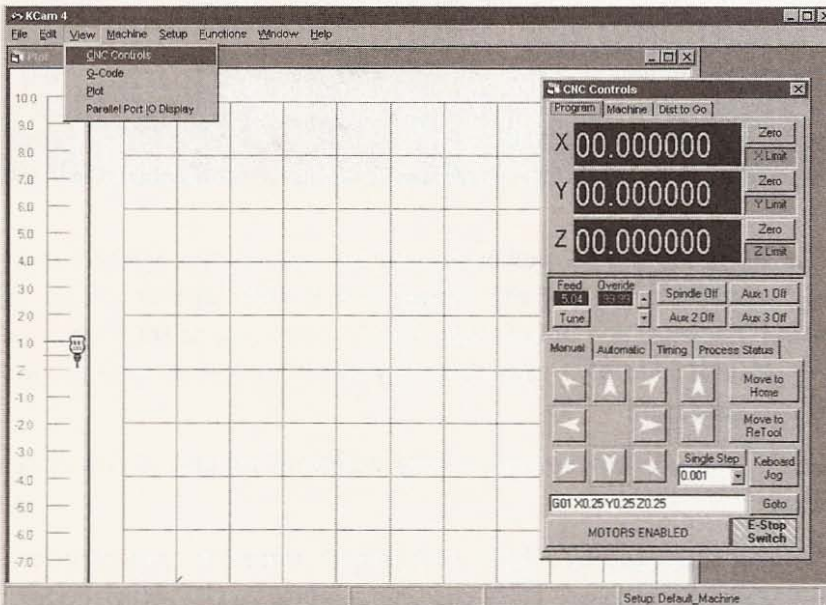 KCam 4
File Edit View Machine Setup Functions Window Help
Plot
CNC Controls
G-Code
Plot
Parallel Port IO Display
10.0
9.0
8.0
7.0
6.0
5.0
4.0
3.0
2.0
1.0
Z
-1.0
-2.0
-3.0
-4.0
-5.0
-6.0
-7.0
CNC Controls
Program Machine Dist to Go
X 00.000000 Zero
X Limit
Y 00.000000 Zero
Y Limit
Z 00.000000 Zero
Z Limit
Feed Overide
5.04 99.99 Spindle Off Aux 1 Off
Tune Aux 2 Off Aux 3 Off
Manual Automatic Timing Process Status
Move to
Home
Move to
ReTool
Single Step
0.001
Keboard
Jog
G01 X0.25 Y0.25 Z0.25 Goto
MOTORS ENABLED
E-Stop
Switch
Setup: Default_Machine